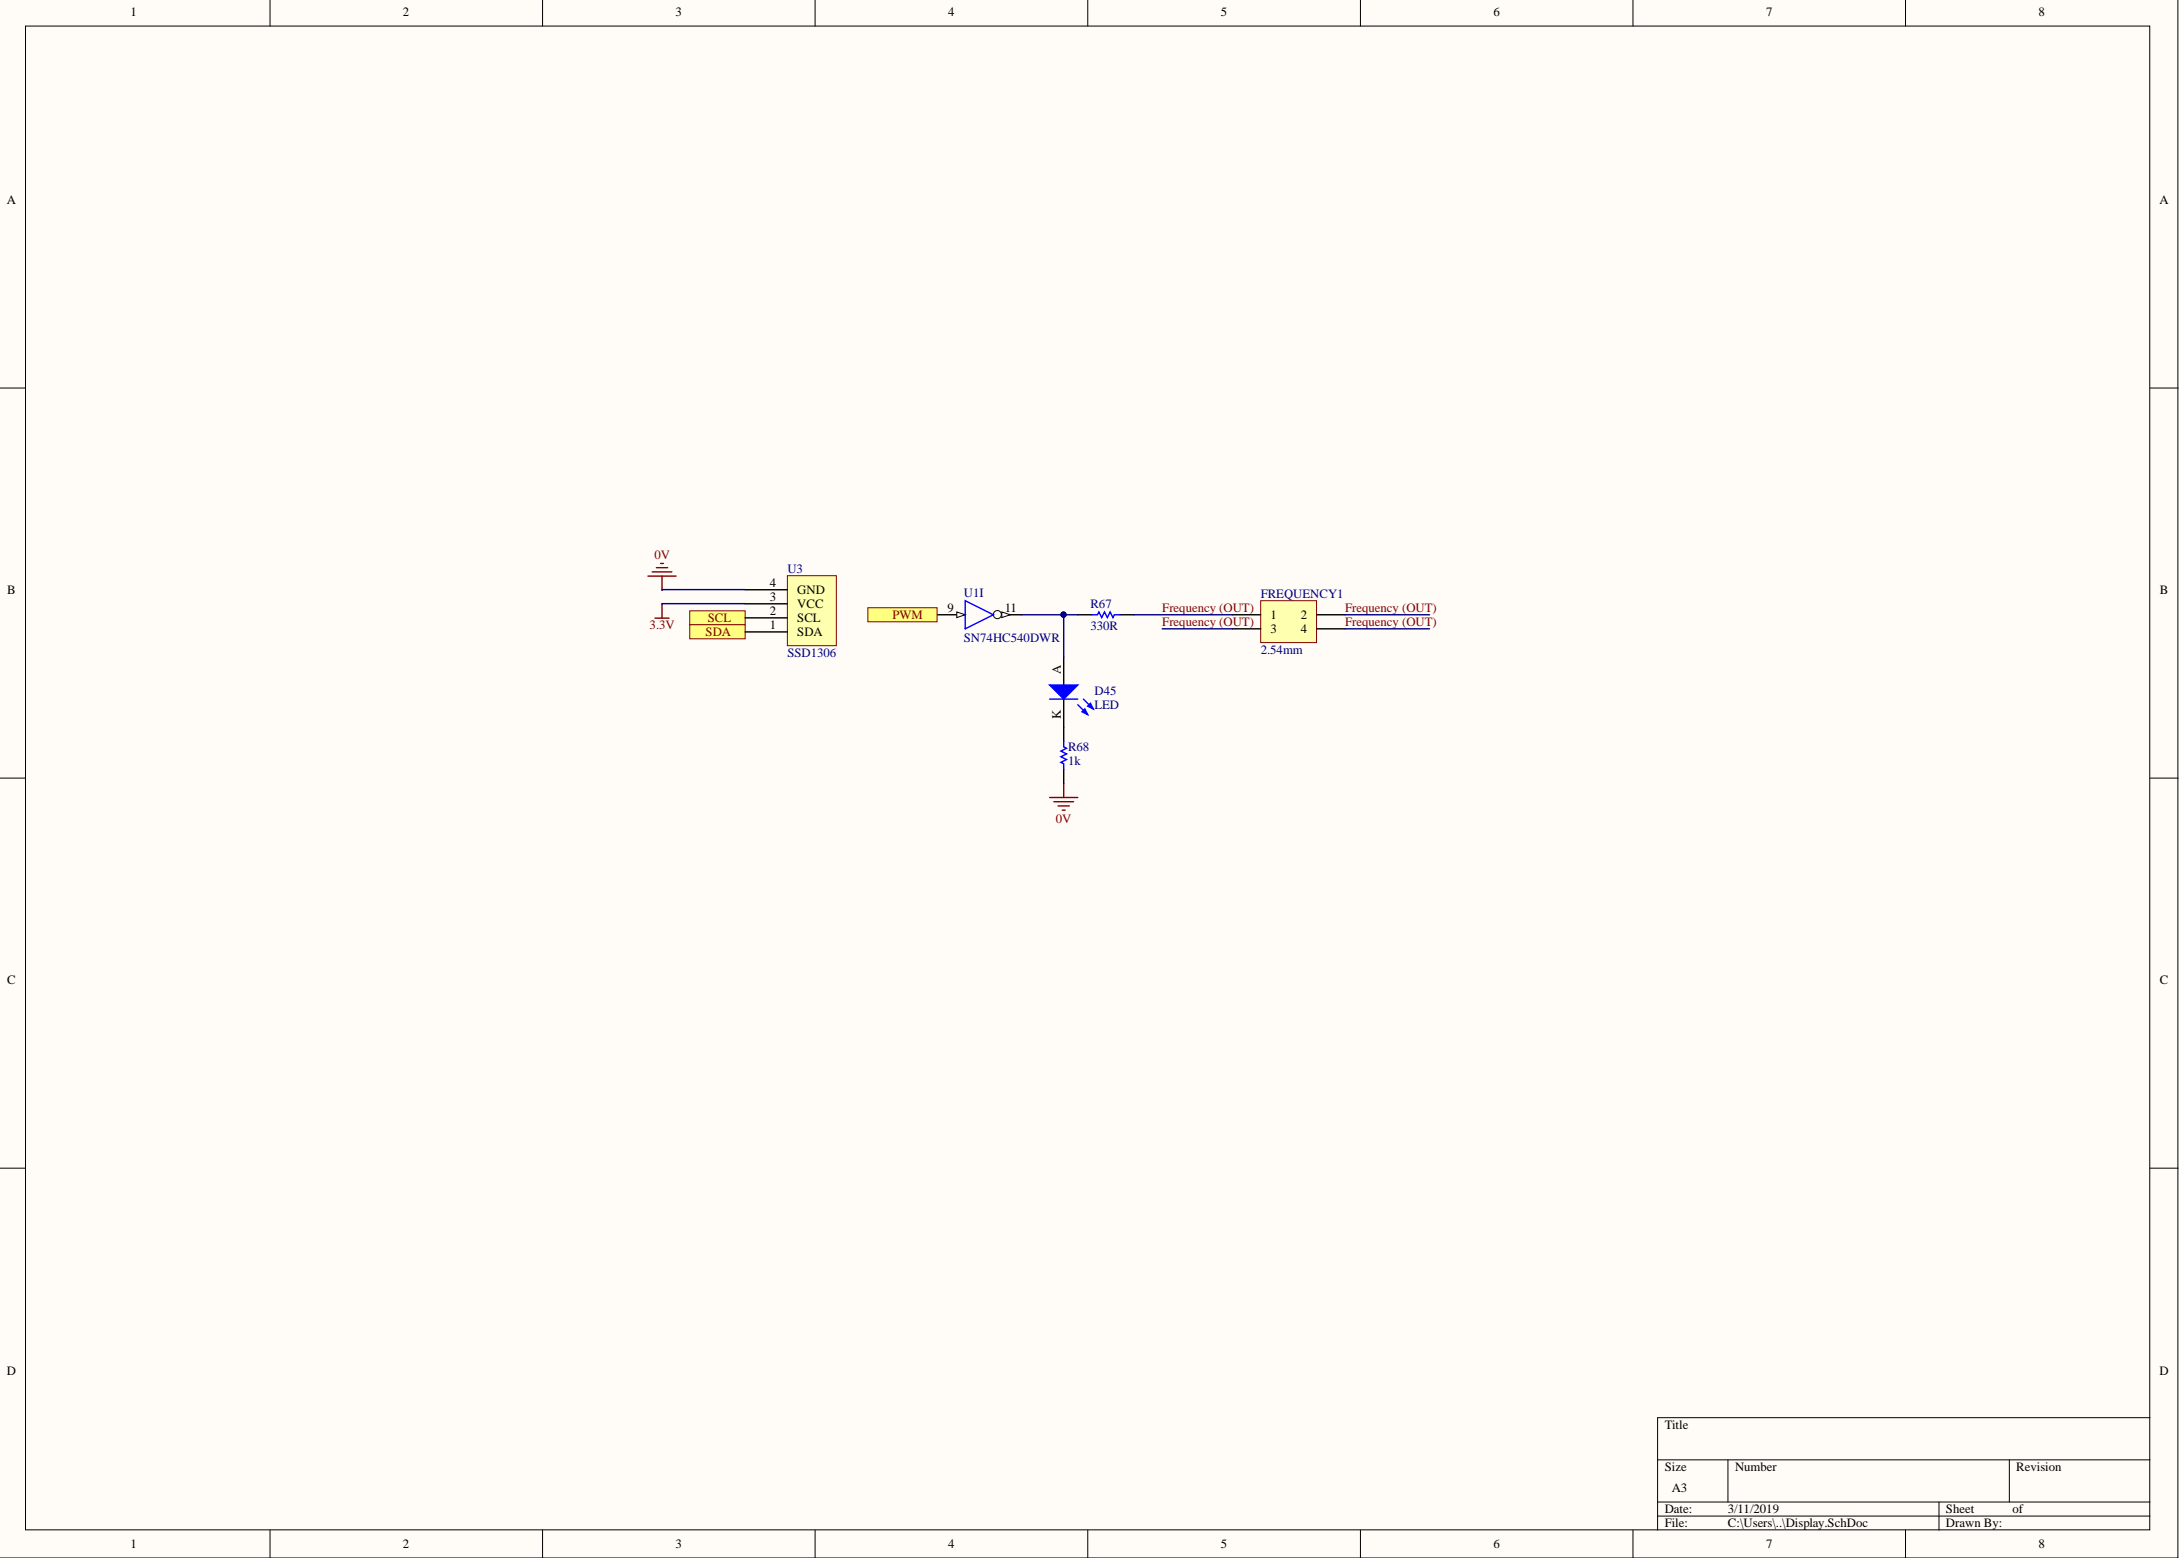 1 2 3 4 5 6 7 8
A A
0V
U3
4 GND
3 VCC
SCL 2 SCL
SDA 1 SDA
3.3V
SSD1306
PWM 9 U1I 11
SN74HC540DWR
R67
330R
FREQUENCY1
Frequency (OUT) 1 2 Frequency (OUT)
Frequency (OUT) 3 4 Frequency (OUT)
2.54mm
B B
A
D45
LED
K
R68
1k
0V
C C
D D
Title
Size Number Revision
A3
Date: 3/11/2019 Sheet of
File: C:\Users\..\Display.SchDoc Drawn By:
1 2 3 4 5 6 7 8